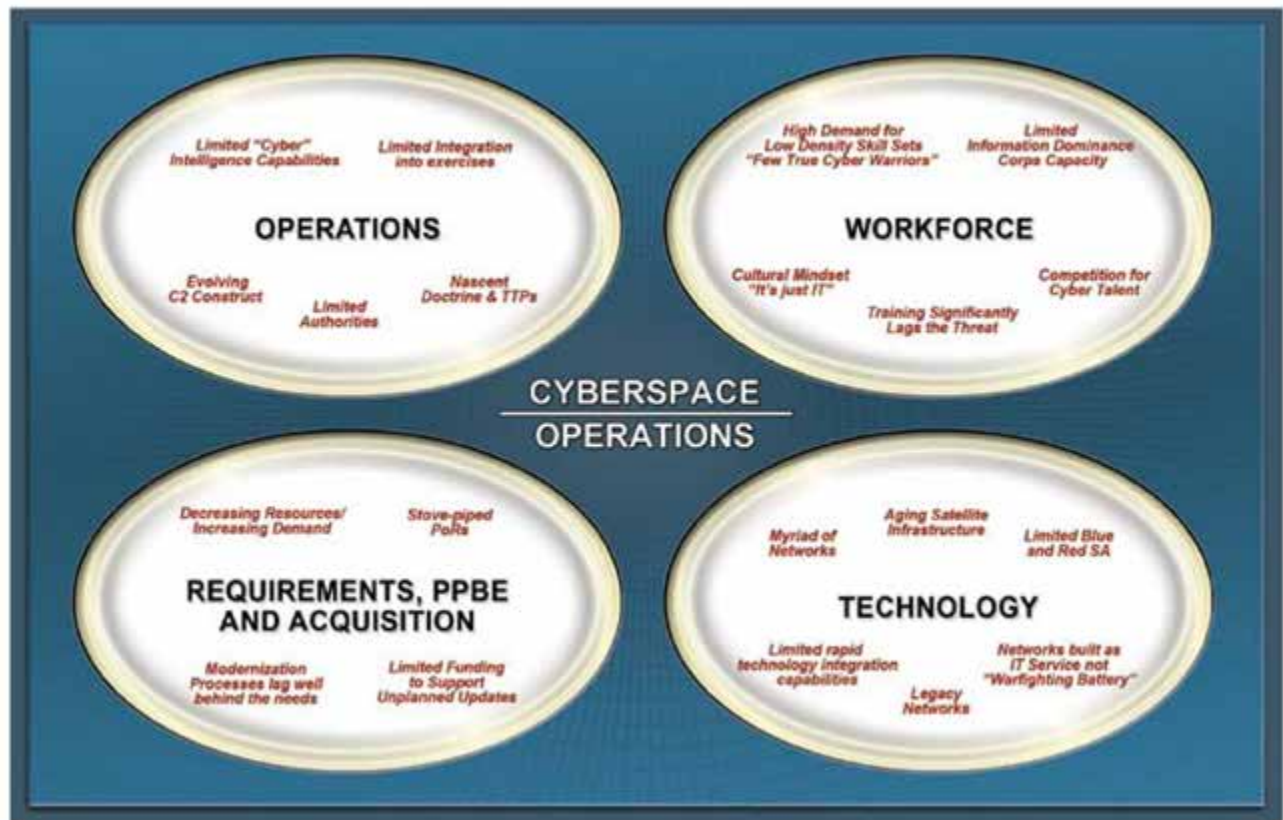 Limited "Cyber"
Intelligence Capabilities
Limited Integration
into exercises
OPERATIONS
Evolving
C2 Construct
Limited
Authorities
Nascent
Doctrine & TTPs
High Demand for
Low Density Skill Sets
"Few True Cyber Warriors"
Limited
Information Dominance
Corps Capacity
WORKFORCE
Cultural Mindset
"It's just IT"
Training Significantly
Lags the Threat
Competition for
Cyber Talent
CYBERSPACE
OPERATIONS
Decreasing Resources/
Increasing Demand
Stove-piped
PoRs
REQUIREMENTS, PPBE
AND ACQUISITION
Modernization
Processes lag well
behind the needs
Limited Funding
to Support
Unplanned Updates
Myriad of
Networks
Aging Satellite
Infrastructure
Limited Blue
and Red SA
TECHNOLOGY
Limited rapid
technology integration
capabilities
Legacy
Networks
Networks built as
IT Service not
"Warfighting Battery"